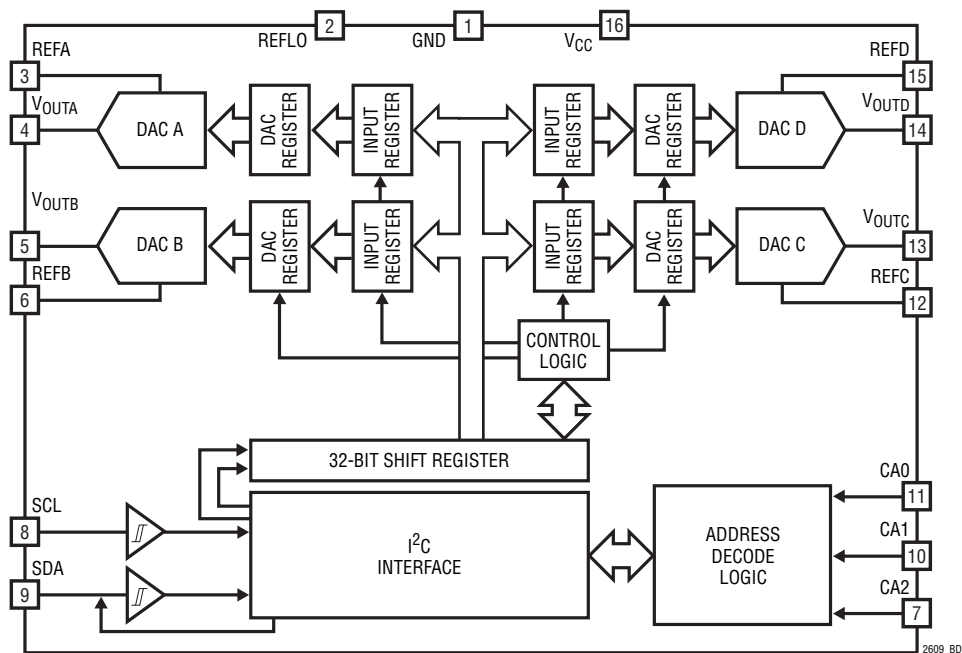 REFLO
2
GND
1
VCC
16
REFA
3
REFD
15
VOUTA
4
DAC A
DAC
REGISTER
INPUT
REGISTER
INPUT
REGISTER
DAC
REGISTER
DAC D
VOUTD
14
VOUTB
5
DAC B
DAC
REGISTER
INPUT
REGISTER
INPUT
REGISTER
DAC
REGISTER
DAC C
VOUTC
13
REFB
6
REFC
12
CONTROL
LOGIC
32-BIT SHIFT REGISTER
SCL
8
SDA
9
I2C
INTERFACE
ADDRESS
DECODE
LOGIC
CA0
11
CA1
10
CA2
7
2609 BD